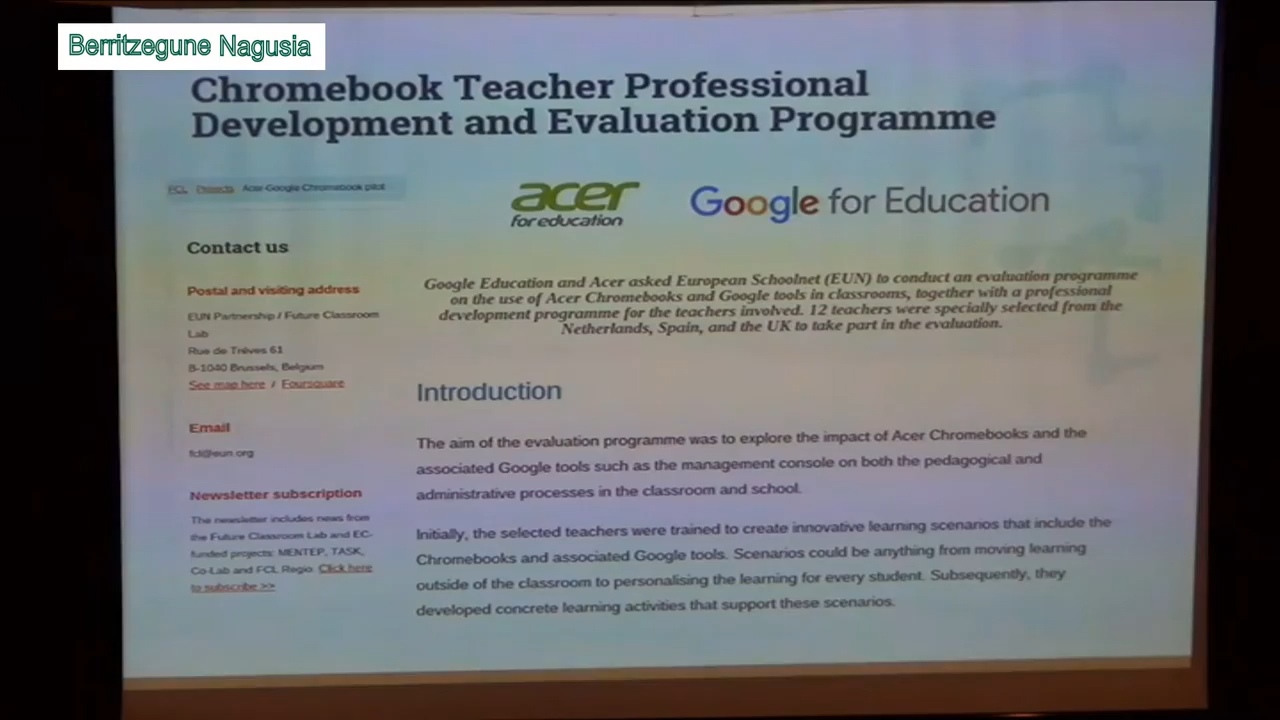 Berritzegune Nagusia
Chromebook Teacher Professional
Development and Evaluation Programme
FCL Projects Acer-Google Chromebook pilot
acer
for education
Google for Education
Contact us
Postal and visiting address
EUN Partnership / Future Classroom
Lab
Rue de Trèves 61
B-1040 Brussels, Belgium
See map here / Foursquare
Email
fcl@eun.org
Newsletter subscription
The newsletter includes news from
the Future Classroom Lab and EC-
funded projects: MENTEP, TASK,
Co-Lab and FCL Regio. Click here
to subscribe >>
Google Education and Acer asked European Schoolnet (EUN) to conduct an evaluation programme
on the use of Acer Chromebooks and Google tools in classrooms, together with a professional
development programme for the teachers involved. 12 teachers were specially selected from the
Netherlands, Spain, and the UK to take part in the evaluation.
Introduction
The aim of the evaluation programme was to explore the impact of Acer Chromebooks and the
associated Google tools such as the management console on both the pedagogical and
administrative processes in the classroom and school.
Initially, the selected teachers were trained to create innovative learning scenarios that include the
Chromebooks and associated Google tools. Scenarios could be anything from moving learning
outside of the classroom to personalising the learning for every student. Subsequently, they
developed concrete learning activities that support these scenarios.